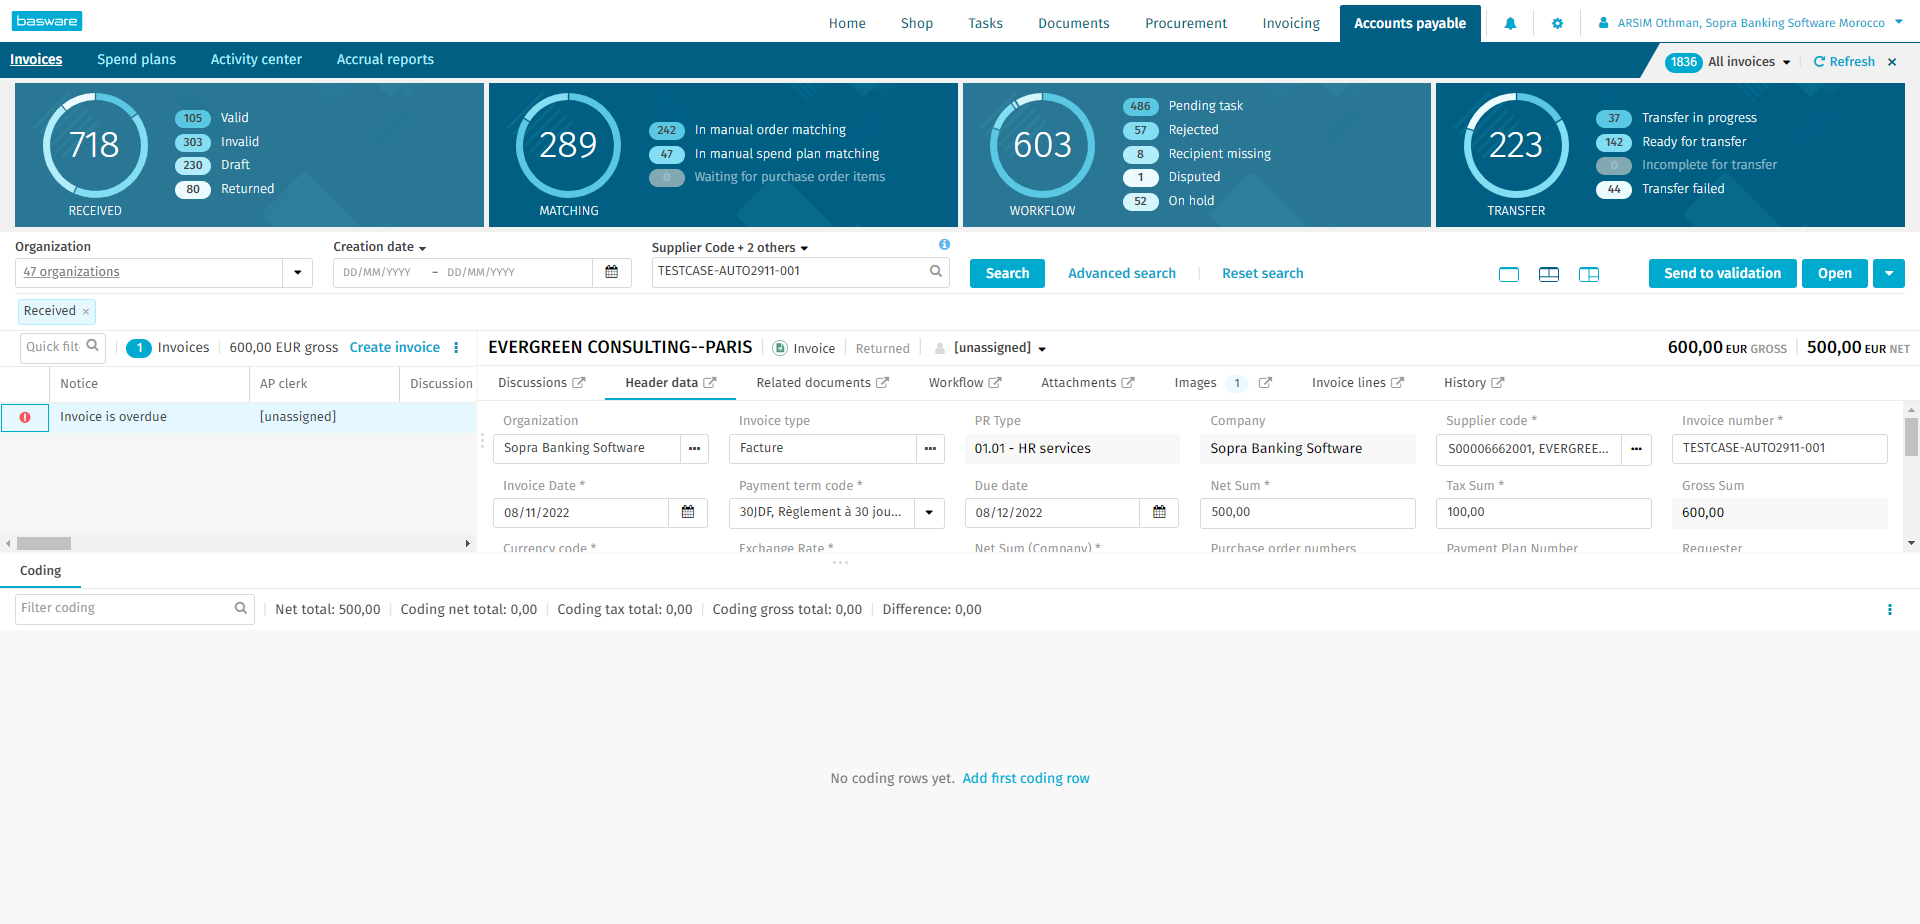 basware
Home Shop Tasks Documents Procurement Invoicing Accounts payable ARSIM Othman, Sopra Banking Software Morocco
Invoices Spend plans Activity center Accrual reports
1836 All invoices Refresh ×
718
RECEIVED
105 Valid
303 Invalid
230 Draft
80 Returned
289
MATCHING
242 In manual order matching
47 In manual spend plan matching
0 Waiting for purchase order items
603
WORKFLOW
486 Pending task
57 Rejected
8 Recipient missing
1 Disputed
52 On hold
223
TRANSFER
37 Transfer in progress
142 Ready for transfer
0 Incomplete for transfer
44 Transfer failed
Organization Creation date Supplier Code + 2 others
47 organizations DD/MM/YYYY – DD/MM/YYYY TESTCASE-AUTO2911-001 Search Advanced search Reset search Send to validation Open
Received ×
Quick filt 1 Invoices 600,00 EUR gross Create invoice
Notice AP clerk Discussion
Invoice is overdue [unassigned]
EVERGREEN CONSULTING--PARIS Invoice Returned [unassigned] 600,00 EUR GROSS 500,00 EUR NET
Discussions Header data Related documents Workflow Attachments Images 1 Invoice lines History
Organization Invoice type PR Type Company Supplier code * Invoice number *
Sopra Banking Software Facture 01.01 - HR services Sopra Banking Software S00006662001, EVERGREE... TESTCASE-AUTO2911-001
Invoice Date * Payment term code * Due date Net Sum * Tax Sum * Gross Sum
08/11/2022 30JDF, Règlement à 30 jou... 08/12/2022 500,00 100,00 600,00
Currency code * Exchange Rate * Net Sum (Company) * Purchase order numbers Payment Plan Number Requester
Coding
Filter coding Net total: 500,00 Coding net total: 0,00 Coding tax total: 0,00 Coding gross total: 0,00 Difference: 0,00
No coding rows yet. Add first coding row